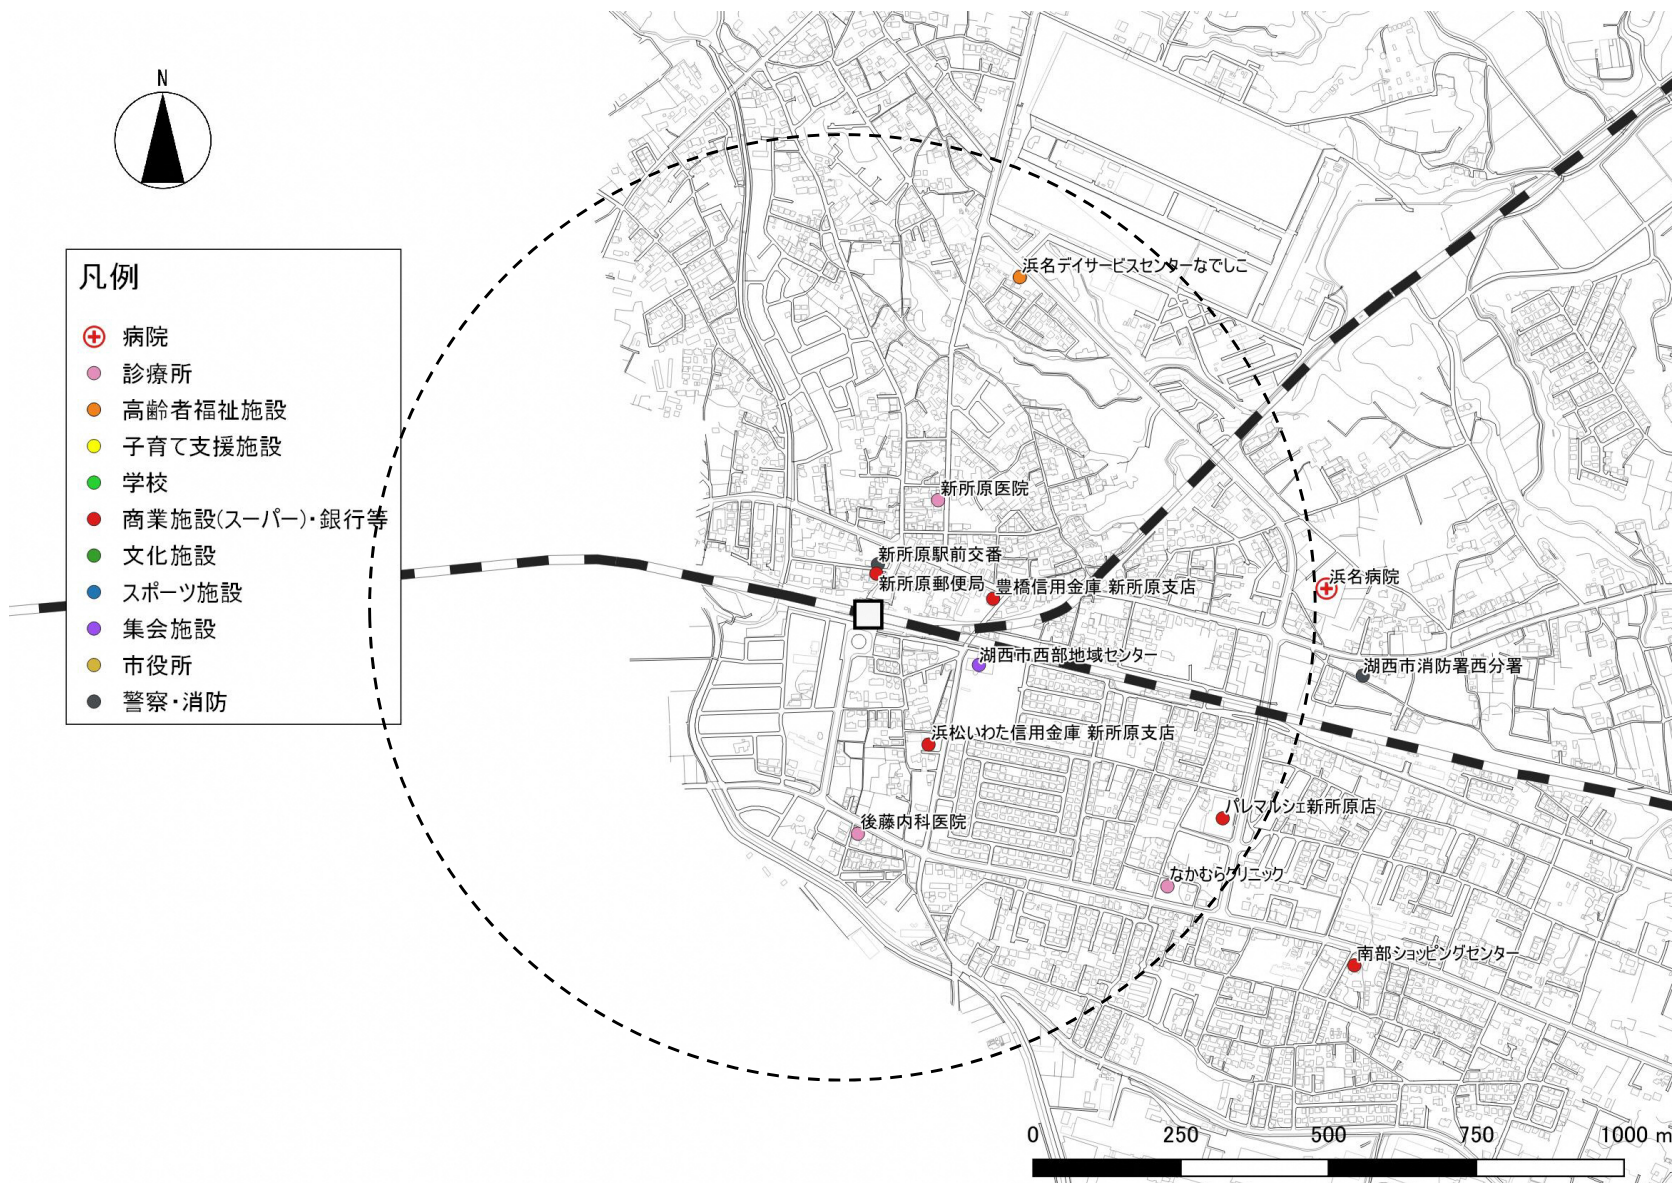 N
凡例
病院
診療所
高齢者福祉施設
子育て支援施設
学校
商業施設(スーパー)・銀行等
文化施設
スポーツ施設
集会施設
市役所
警察・消防
浜名デイサービスセンターなでしこ
新所原医院
新所原駅前交番
新所原郵便局
豊橋信用金庫 新所原支店
浜名病院
湖西市西部地域センター
湖西市消防署西分署
浜松いわた信用金庫 新所原支店
パレマルシェ新所原店
後藤内科医院
なかむらクリニック
南部ショッピングセンター
0 250 500 750 1000 m